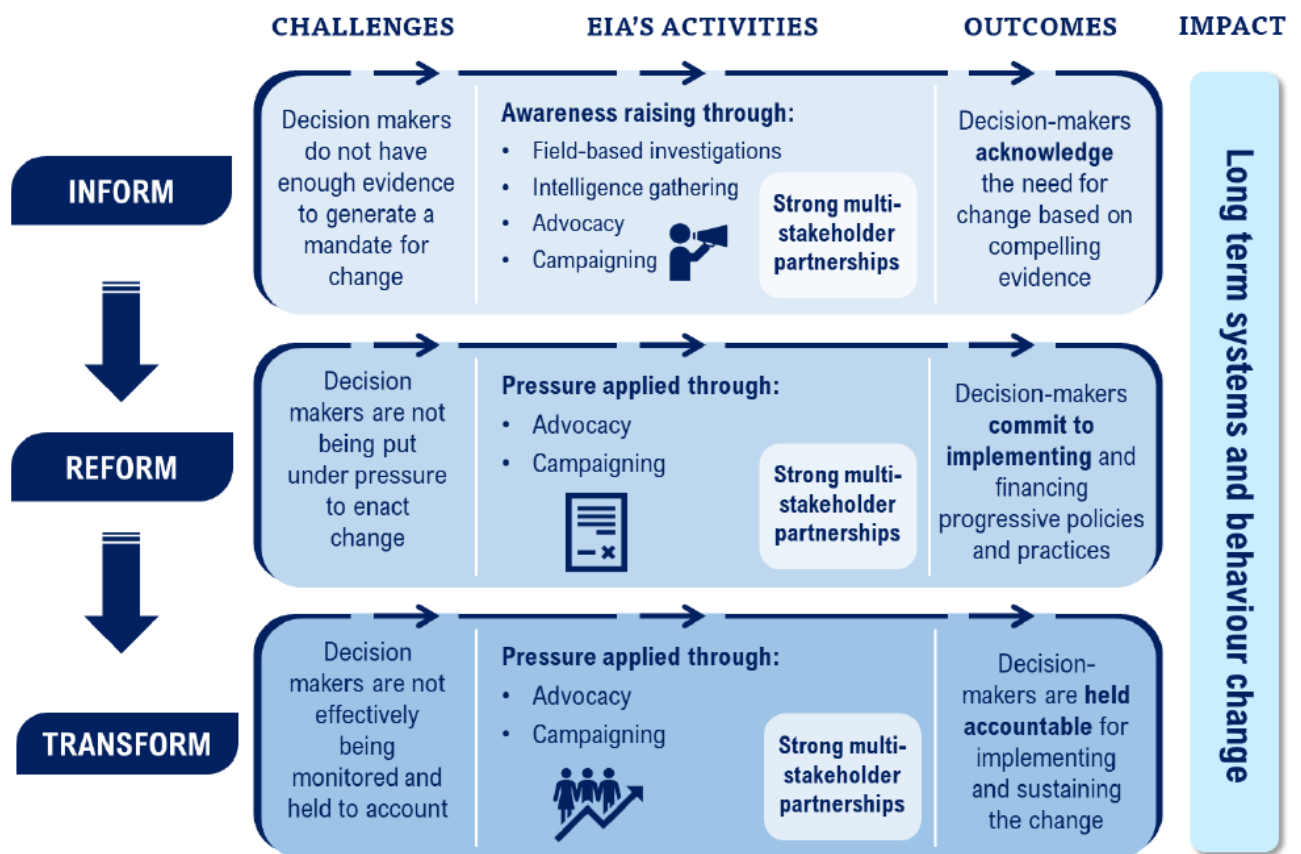 CHALLENGES
EIA'S ACTIVITIES
OUTCOMES
IMPACT
INFORM
Decision makers
do not have
enough evidence
to generate a
mandate for
change
Awareness raising through:
• Field-based investigations
• Intelligence gathering
• Advocacy
• Campaigning
Strong multi-
stakeholder
partnerships
Decision-makers
acknowledge
the need for
change based on
compelling
evidence
REFORM
Decision
makers are not
being put
under pressure
to enact
change
Pressure applied through:
• Advocacy
• Campaigning
Strong multi-
stakeholder
partnerships
Decision-makers
commit to
implementing and
financing
progressive policies
and practices
TRANSFORM
Decision
makers are not
effectively
being
monitored and
held to account
Pressure applied through:
• Advocacy
• Campaigning
Strong multi-
stakeholder
partnerships
Decision-
makers are held
accountable for
implementing
and sustaining
the change
Long term systems and behaviour change